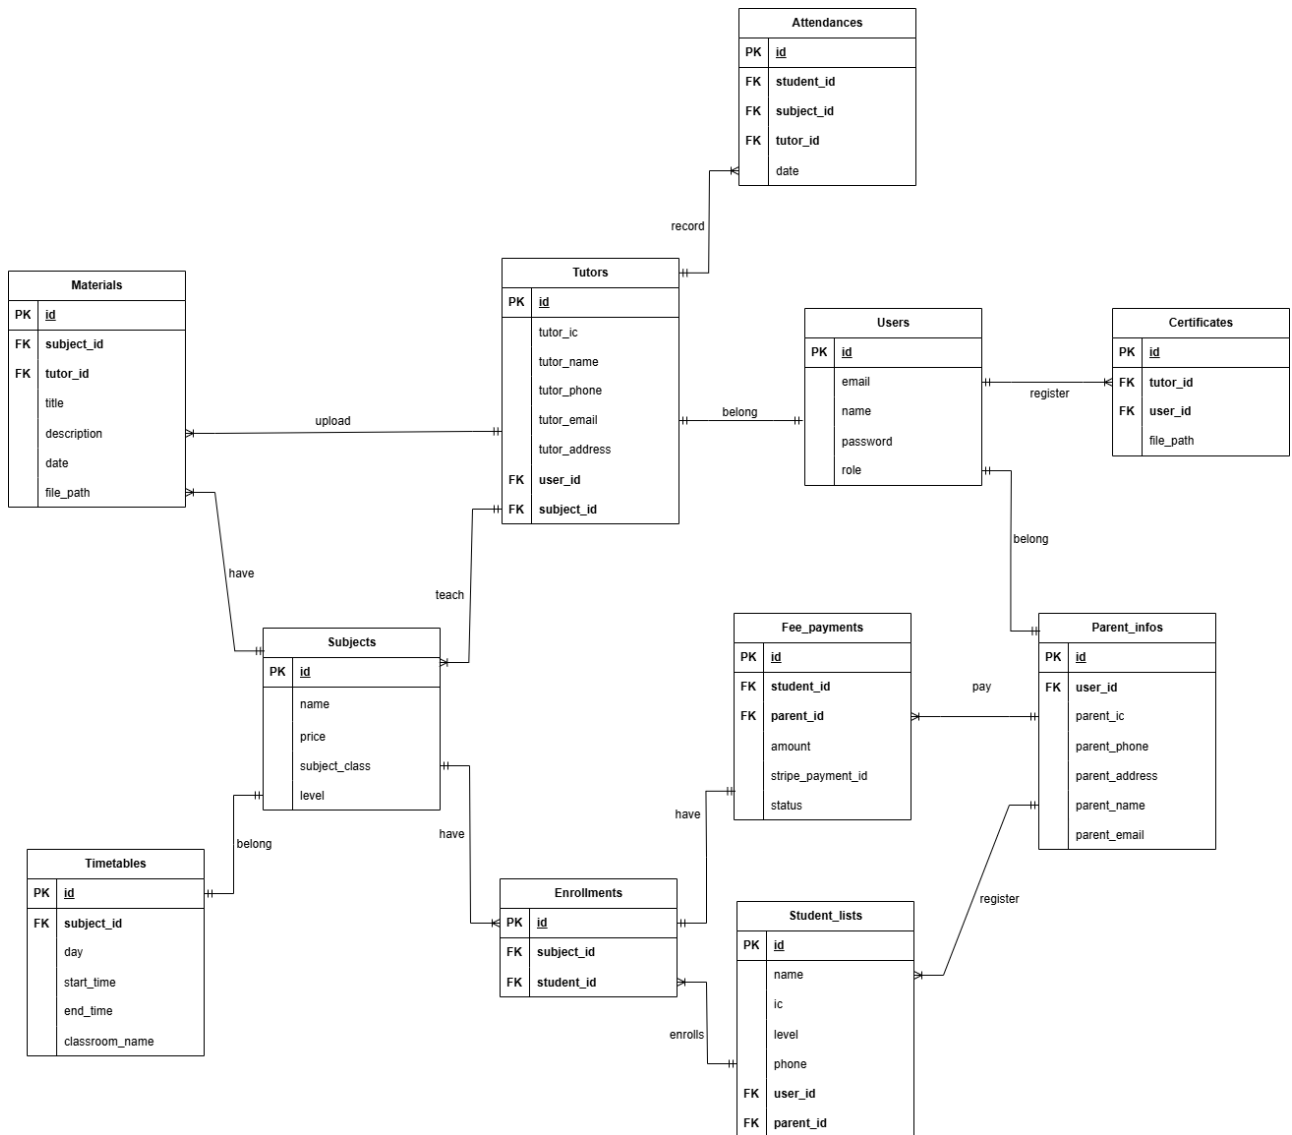 Attendances
PK id
FK student_id
FK subject_id
FK tutor_id
date
record
Tutors
PK id
tutor_ic
tutor_name
tutor_phone
tutor_email
tutor_address
FK user_id
FK subject_id
Materials
PK id
FK subject_id
FK tutor_id
title
description
date
file_path
upload
belong
Users
PK id
email
name
password
role
register
Certificates
PK id
FK tutor_id
FK user_id
file_path
belong
have
teach
Subjects
PK id
name
price
subject_class
level
Fee_payments
PK id
FK student_id
FK parent_id
amount
stripe_payment_id
status
pay
Parent_infos
PK id
FK user_id
parent_ic
parent_phone
parent_address
parent_name
parent_email
belong
have
have
register
Timetables
PK id
FK subject_id
day
start_time
end_time
classroom_name
Enrollments
PK id
FK subject_id
FK student_id
enrolls
Student_lists
PK id
name
ic
level
phone
FK user_id
FK parent_id